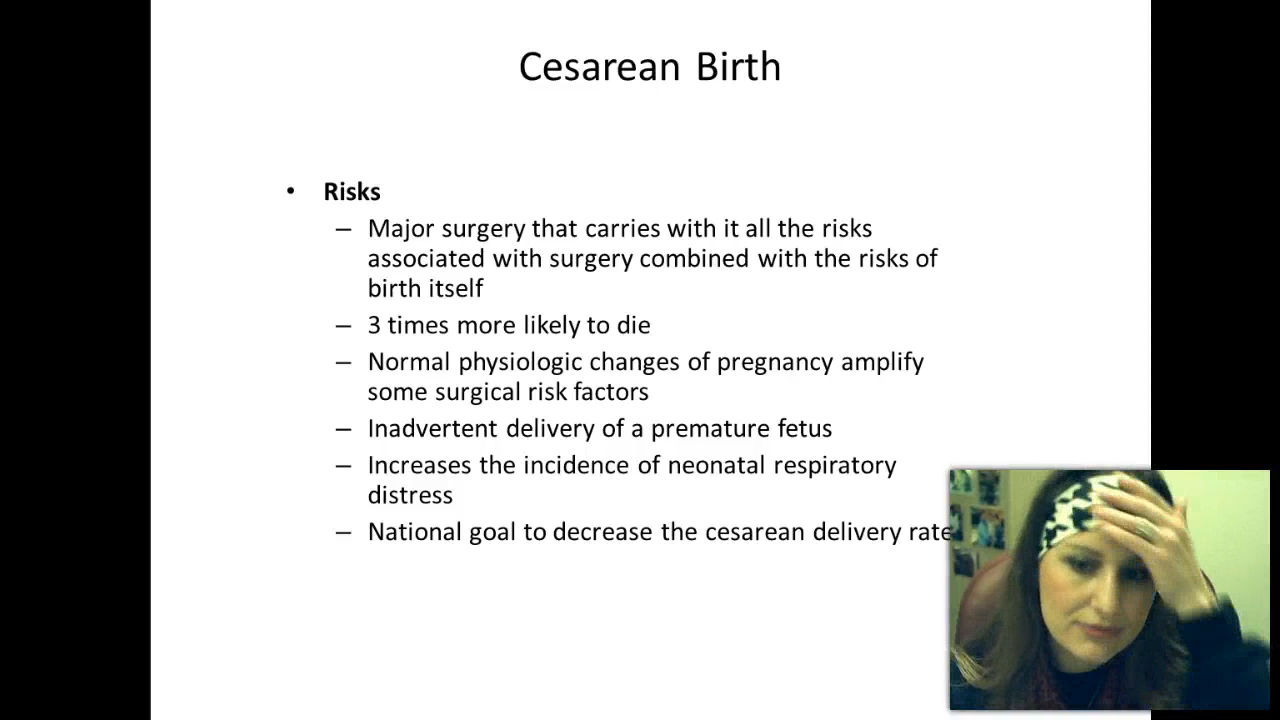 Cesarean Birth
• Risks
– Major surgery that carries with it all the risks
associated with surgery combined with the risks of
birth itself
– 3 times more likely to die
– Normal physiologic changes of pregnancy amplify
some surgical risk factors
– Inadvertent delivery of a premature fetus
– Increases the incidence of neonatal respiratory
distress
– National goal to decrease the cesarean delivery rate